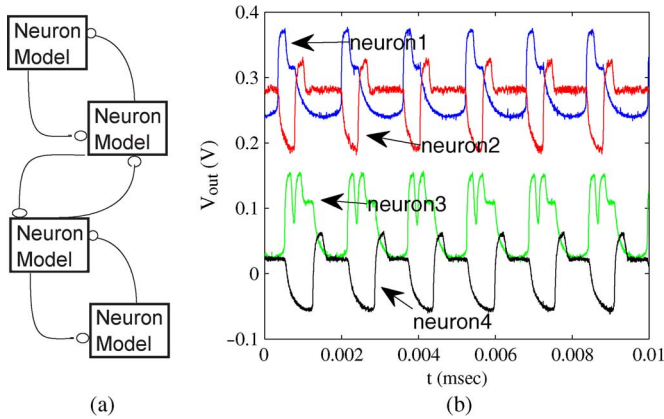 Neuron
Model
Neuron
Model
Neuron
Model
Neuron
Model
(a)
V_out (V)
0.4
0.3
0.2
0.1
0
−0.1
neuron1
neuron2
neuron3
neuron4
0
0.002
0.004
0.006
0.008
0.01
t (msec)
(b)